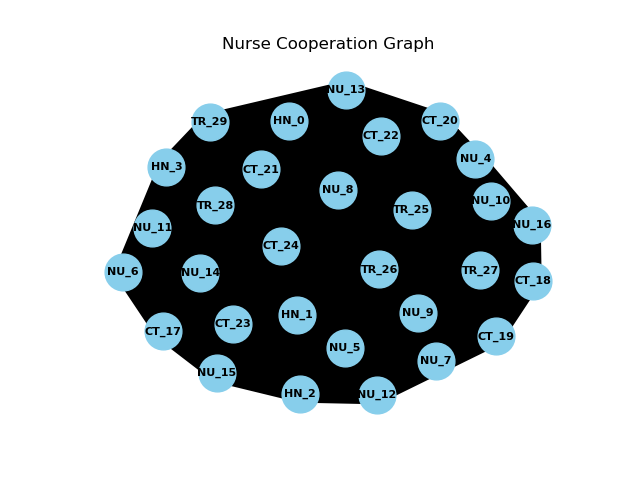 Nurse Cooperation Graph
NU_13
TR_29
HN_0
CT_20
CT_22
NU_4
HN_3
CT_21
NU_8
NU_10
TR_28
TR_25
NU_16
NU_11
CT_24
NU_6
NU_14
TR_26
TR_27
CT_18
HN_1
NU_9
CT_17
CT_23
CT_19
NU_5
NU_7
NU_15
HN_2
NU_12